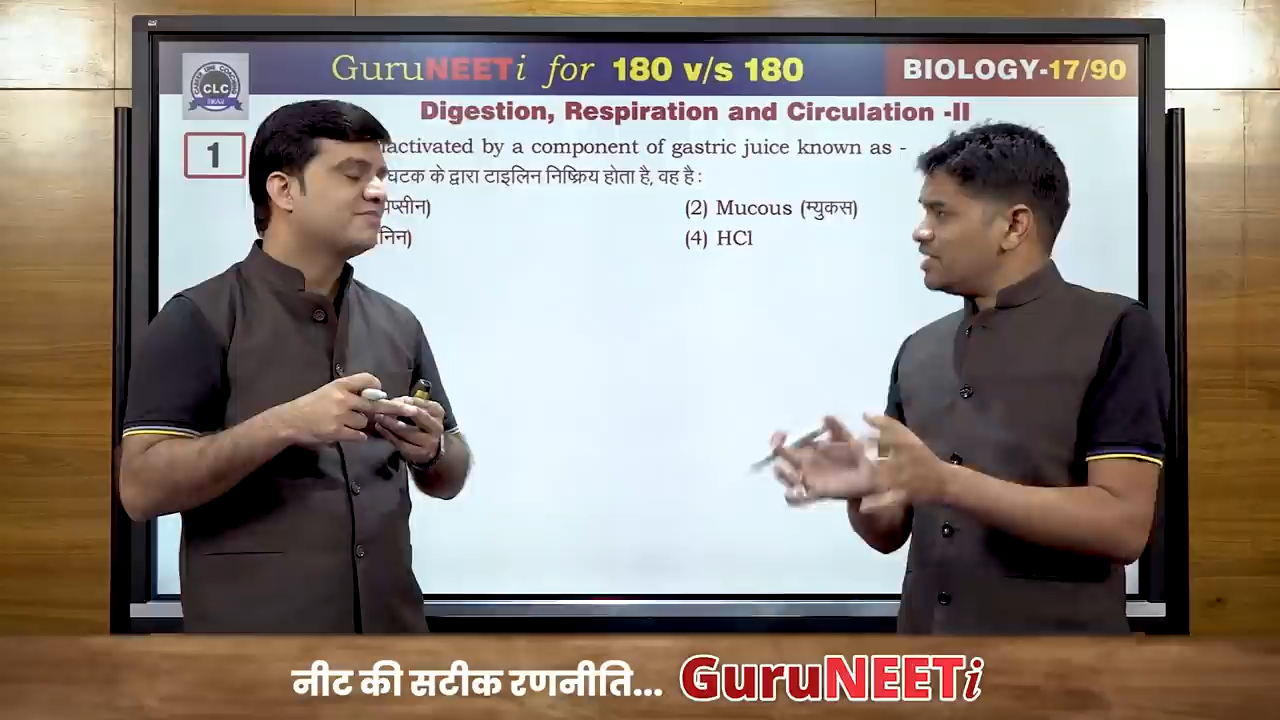 GuruNEETi for 180 v/s 180
BIOLOGY-17/90
CLC
Digestion, Respiration and Circulation -II
1
by a component of gastric juice known as -
घटक के द्वारा टाइलिन निष्क्रिय होता है, वह है :
(2) Mucous (म्युकस)
(4) HCl
नीट की सटीक रणनीति... GuruNEETi